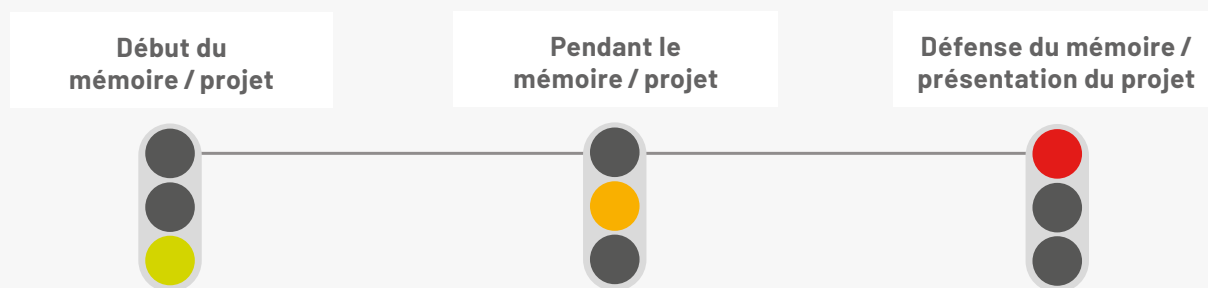 Début du
mémoire / projet
Pendant le
mémoire / projet
Défense du mémoire /
présentation du projet